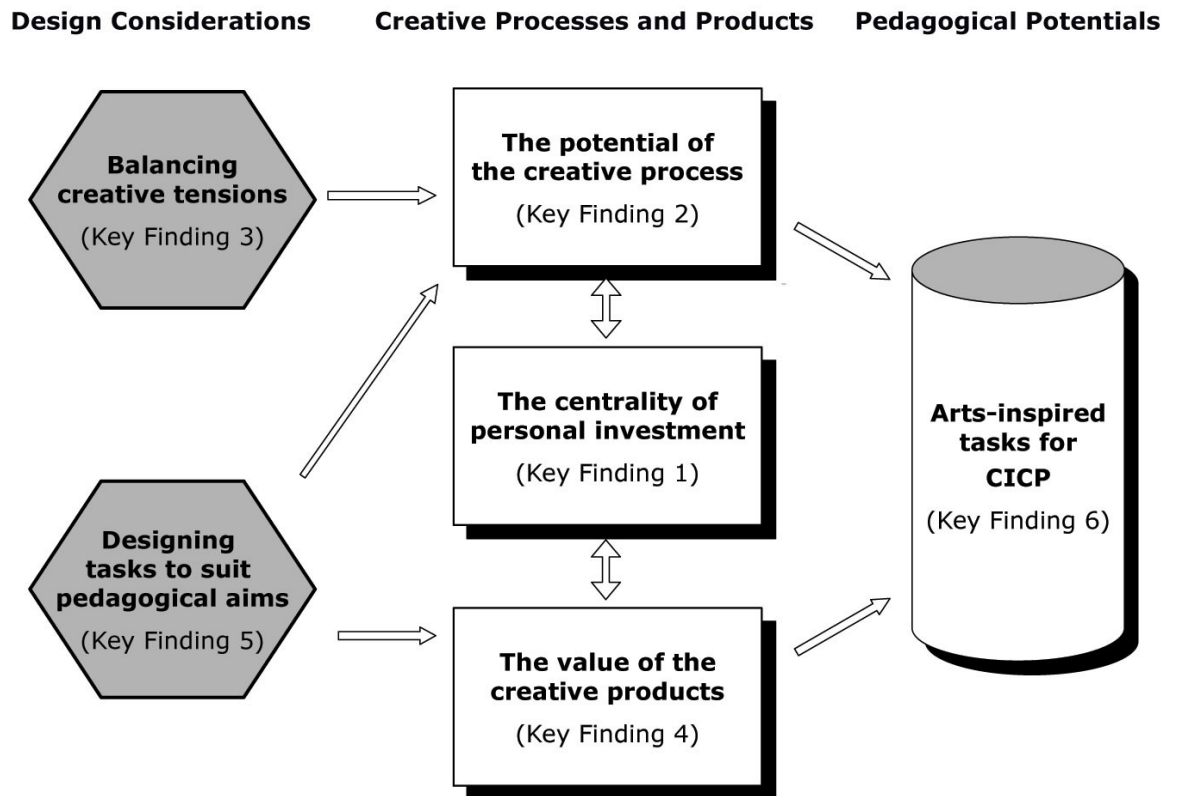 Design Considerations
Creative Processes and Products
Pedagogical Potentials
Balancing
creative tensions
(Key Finding 3)
Designing
tasks to suit
pedagogical aims
(Key Finding 5)
The potential of
the creative process
(Key Finding 2)
The centrality of
personal investment
(Key Finding 1)
The value of the
creative products
(Key Finding 4)
Arts-inspired
tasks for
CICP
(Key Finding 6)